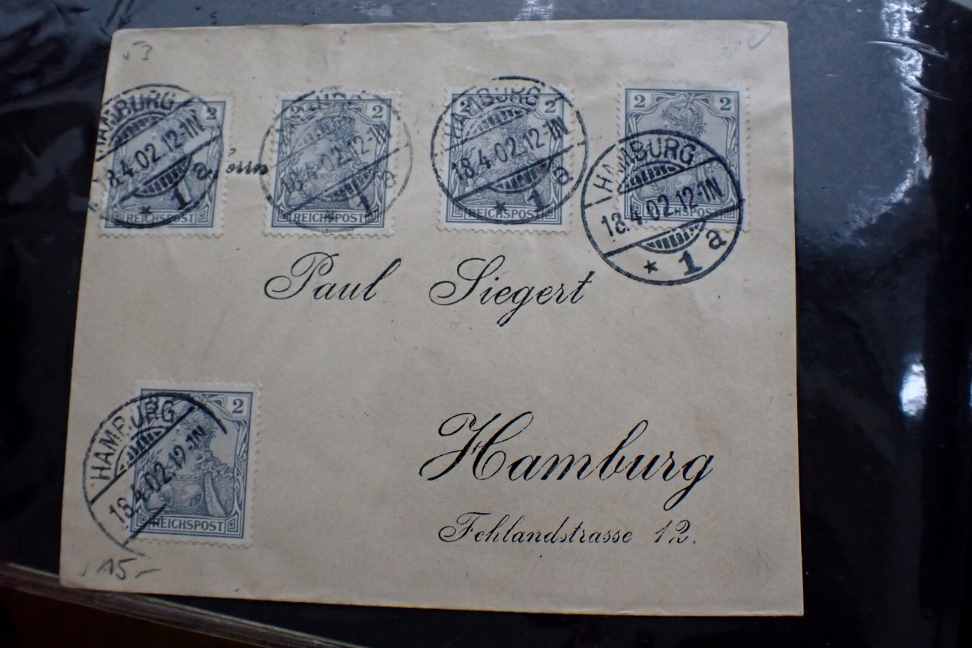 53
2 2 2 2
HAMBURG 18.4.02.12-1N * 1 a
HAMBURG 18.4.02.12-1N 1 a
HAMBURG 18.4.02.12-1N * 1 a
HAMBURG 18.4.02.12-1N * 1 a
REICHSPOST REICHSPOST REICHSPOST
Paul Siegert
2
HAMBURG 18.4.02.12-1N
REICHSPOST
Hamburg
Fehlandstrasse 12.
15-